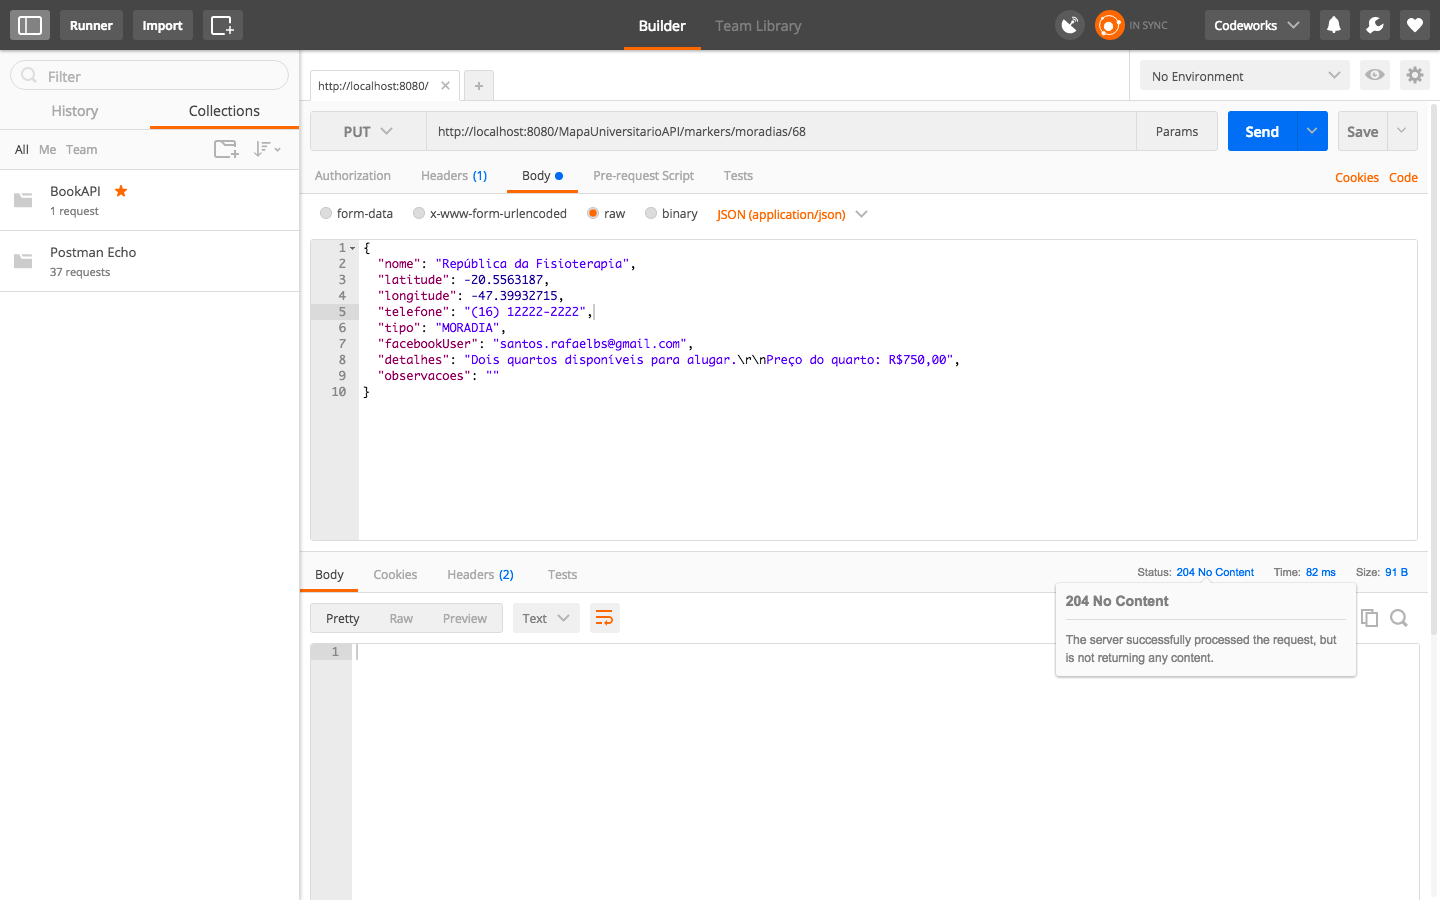 Runner
Import
Builder
Team Library
IN SYNC
Codeworks
Filter
History
Collections
All Me Team
BookAPI
1 request
Postman Echo
37 requests
http://localhost:8080/
No Environment
PUT
http://localhost:8080/MapaUniversitarioAPI/markers/moradias/68
Params
Send
Save
Authorization
Headers (1)
Body
Pre-request Script
Tests
Cookies
Code
form-data
x-www-form-urlencoded
raw
binary
JSON (application/json)
1 {
2 "nome": "República da Fisioterapia",
3 "latitude": -20.5563187,
4 "longitude": -47.39932715,
5 "telefone": "(16) 12222-2222",
6 "tipo": "MORADIA",
7 "facebookUser": "santos.rafaelbs@gmail.com",
8 "detalhes": "Dois quartos disponíveis para alugar.\r\nPreço do quarto: R$750,00",
9 "observacoes": ""
10 }
Body
Cookies
Headers (2)
Tests
Status: 204 No Content
Time: 82 ms
Size: 91 B
Pretty
Raw
Preview
Text
204 No Content
The server successfully processed the request, but
is not returning any content.
1